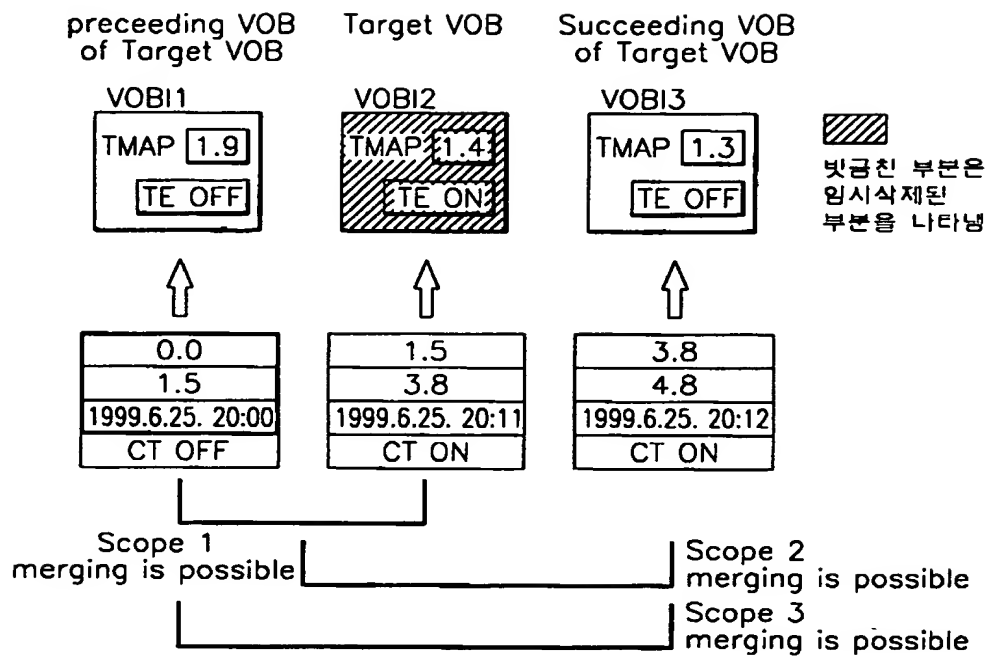 preceeding VOB
of Target VOB
Target VOB
Succeeding VOB
of Target VOB
VOBI1
TMAP 1.9
TE OFF
VOBI2
TMAP 1.4
TE ON
VOBI3
TMAP 1.3
TE OFF
빗금친 부분은
임시삭제된
부분을 나타냄
0.0
1.5
1999.6.25. 20:00
CT OFF
1.5
3.8
1999.6.25. 20:11
CT ON
3.8
4.8
1999.6.25. 20:12
CT ON
Scope 1
merging is possible
Scope 2
merging is possible
Scope 3
merging is possible